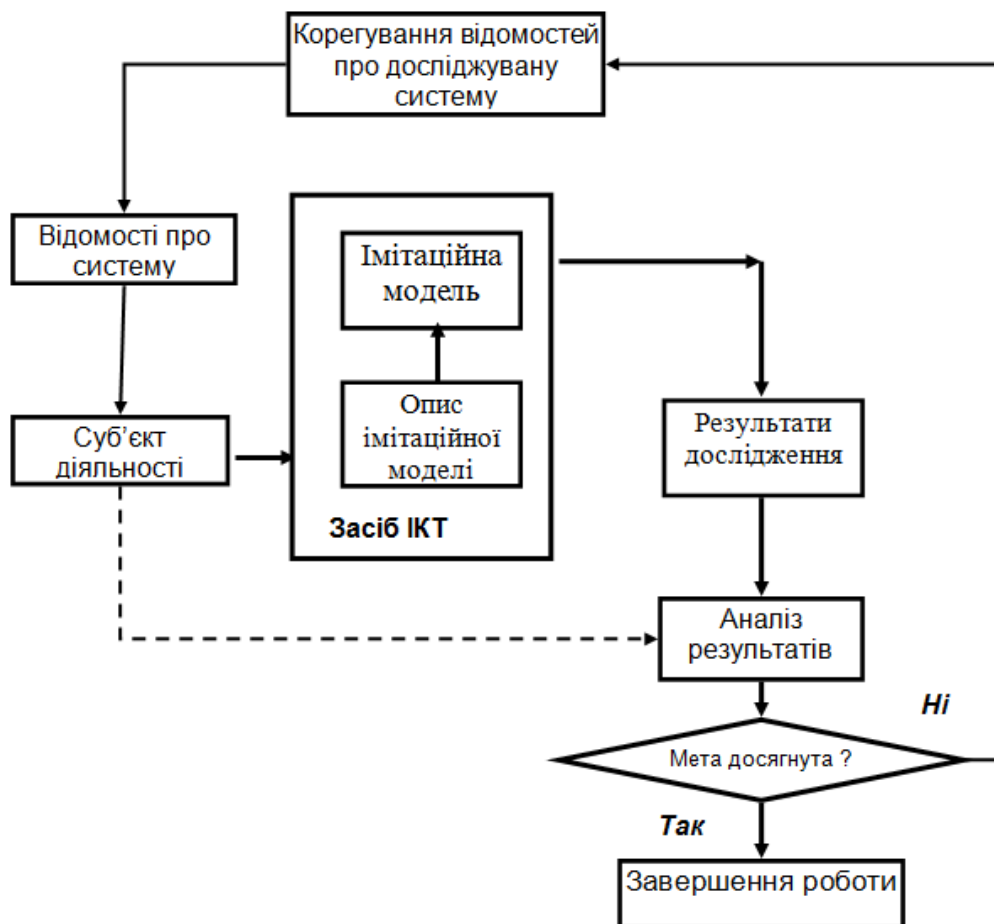 Корегування відомостей
про досліджувану
систему
Відомості про
систему
Імітаційна
модель
Опис
імітаційної
моделі
Засіб ІКТ
Суб’єкт
діяльності
Результати
дослідження
Аналіз
результатів
Ні
Мета досягнута ?
Так
Завершення роботи